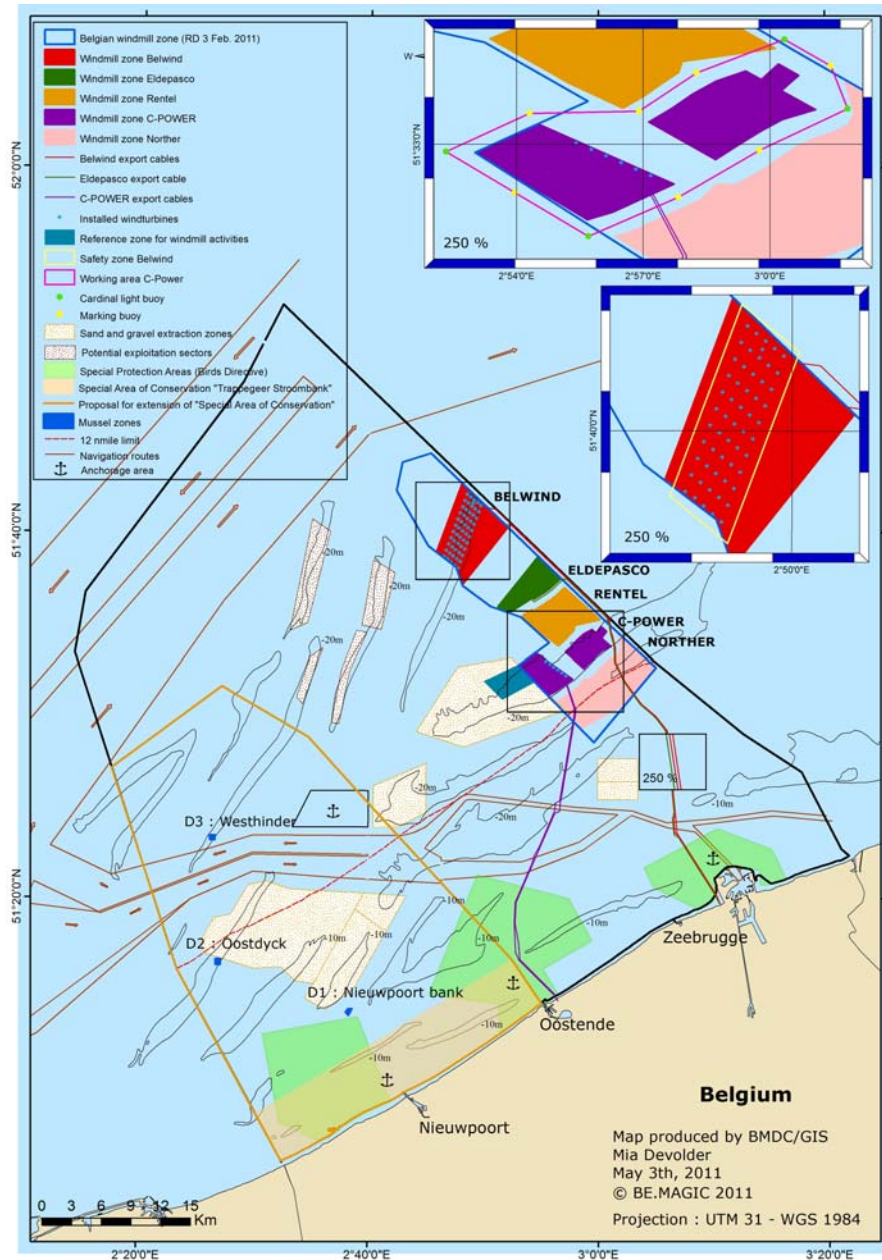 Belgian windmill zone (RD 3 Feb. 2011)
Windmill zone Belwind
Windmill zone Eldepasco
Windmill zone Rentel
Windmill zone C-POWER
Windmill zone Norther
Belwind export cables
Eldepasco export cable
C-POWER export cables
Installed windturbines
Reference zone for windmill activities
Safety zone Belwind
Working area C-Power
Cardinal light buoy
Marking buoy
Sand and gravel extraction zones
Potential exploitation sectors
Special Protection Areas (Birds Directive)
Special Area of Conservation "Trappegeer Stroombank"
Proposal for extension of "Special Area of Conservation"
Mussel zones
12 nmile limit
Navigation routes
Anchorage area
W
51°33'0"N
250 %
2°54'0"E
2°57'0"E
3°0'0"E
51°40'0"N
250 %
2°50'0"E
52°0'0"N
51°40'0"N
51°20'0"N
BELWIND
ELDEPASCO
RENTEL
C-POWER
NORTHER
-20m
-20m
-20m
-20m
-20m
-20m
-20m
250 %
-10m
D3 : Westhinder
D2 : Oostdyck
D1 : Nieuwpoort bank
-10m
-10m
-10m
-10m
-10m
-10m
-10m
Zeebrugge
Oostende
Nieuwpoort
Belgium
Map produced by BMDC/GIS
Mia Devolder
May 3th, 2011
© BE.MAGIC 2011
Projection : UTM 31 - WGS 1984
0 3 6 9 12 15
Km
2°20'0"E
2°40'0"E
3°0'0"E
3°20'0"E